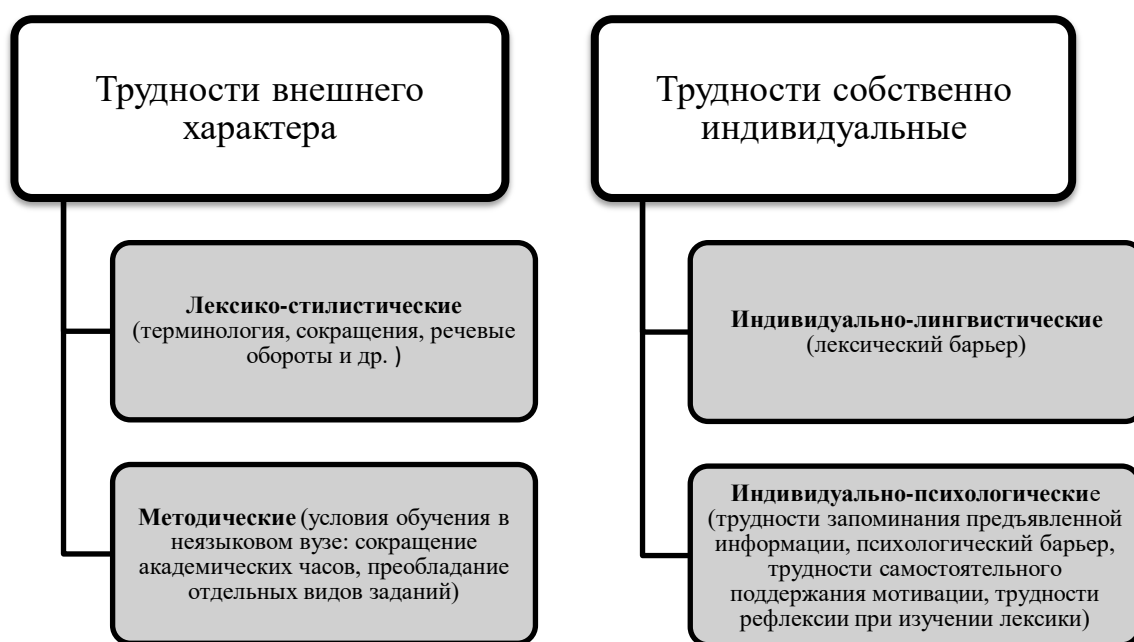 Трудности внешнего
характера
Лексико-стилистические
(терминология, сокращения, речевые
обороты и др. )
Методические (условия обучения в
неязыковом вузе: сокращение
академических часов, преобладание
отдельных видов заданий)
Трудности собственно
индивидуальные
Индивидуально-лингвистические
(лексический барьер)
Индивидуально-психологические
(трудности запоминания предъявленной
информации, психологический барьер,
трудности самостоятельного
поддержания мотивации, трудности
рефлексии при изучении лексики)